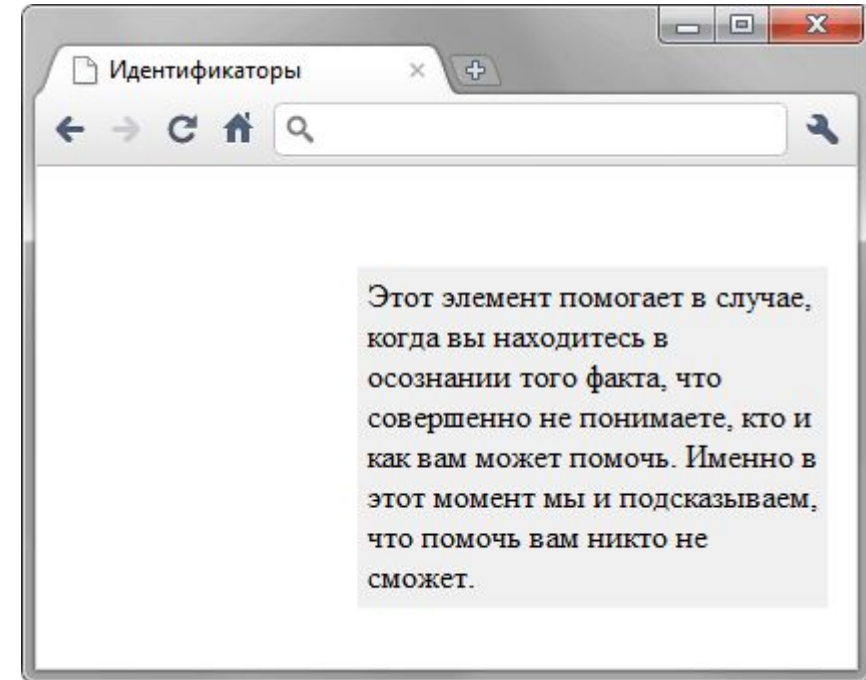 Идентификаторы
Этот элемент помогает в случае,
когда вы находитесь в
осознании того факта, что
совершенно не понимаете, кто и
как вам может помочь. Именно в
этот момент мы и подсказываем,
что помочь вам никто не
сможет.